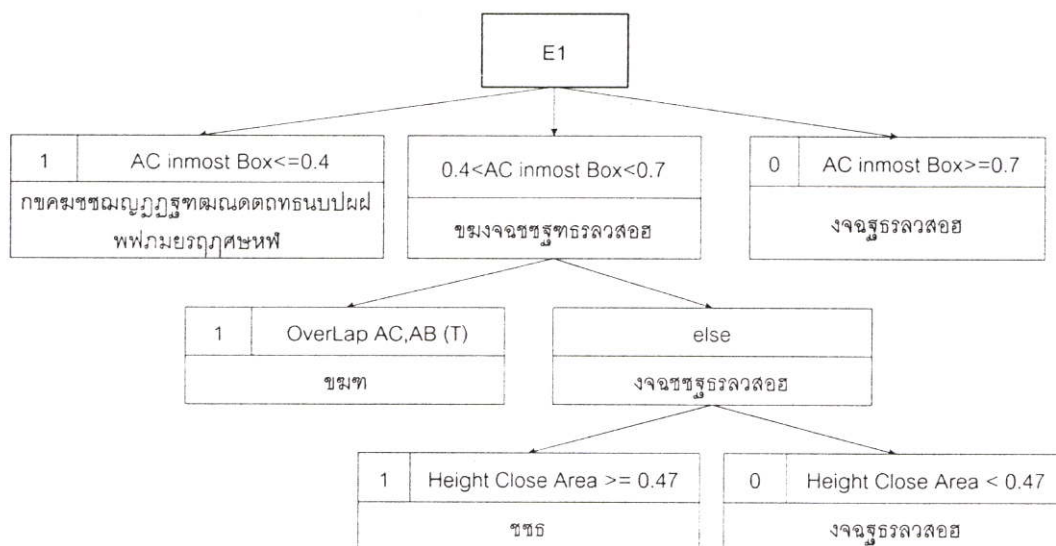 E1
1 AC inmost Box<=0.4
กขคฆชซฌญฎฏฐฑฒณดตถทธนบปผฝ
พฟภมยรฤฦศษหฬ
0.4<AC inmost Box<0.7
ขฆงจฉชซฐฑธรลวสอฮ
0 AC inmost Box>=0.7
งจฉฐธรลวสอฮ
1 OverLap AC,AB (T)
ขฆฑ
else
งจฉชซฐธรลวสอฮ
1 Height Close Area >= 0.47
ชซธ
0 Height Close Area < 0.47
งจฉฐธรลวสอฮ